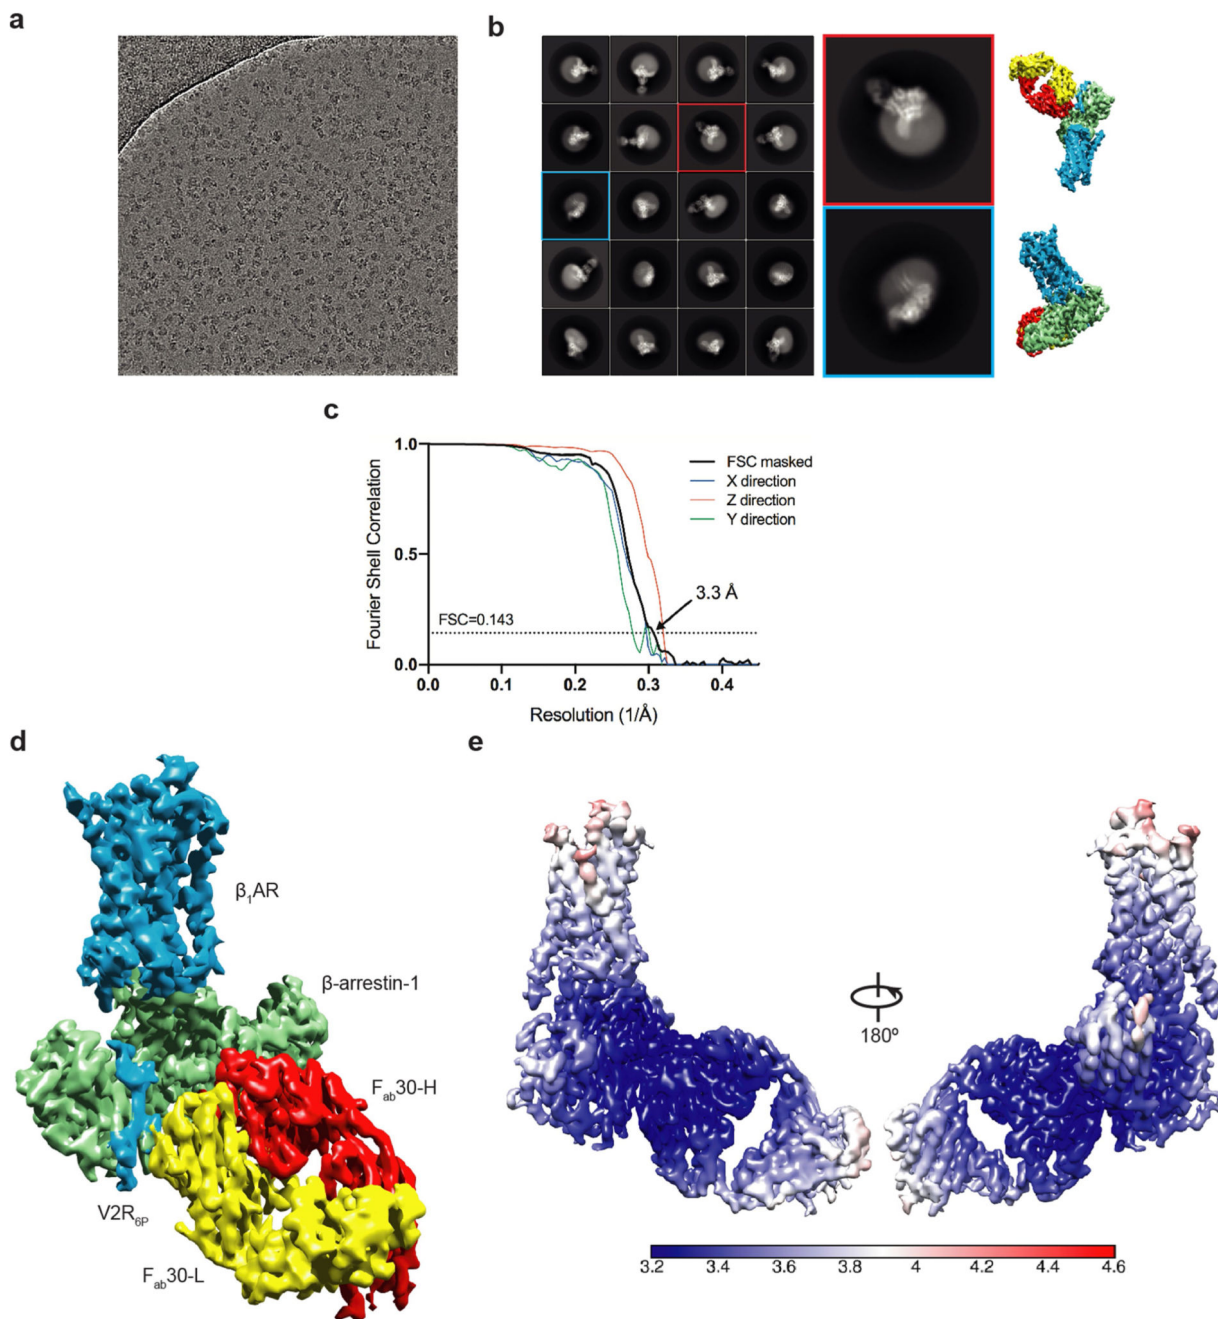 a
b
c
1.0
0.5
0.0
Fourier Shell Correlation
FSC masked
X direction
Z direction
Y direction
3.3 Å
FSC=0.143
0.0
0.1
0.2
0.3
0.4
Resolution (1/Å)
d
β₁AR
β-arrestin-1
Fab30-H
V2R6P
Fab30-L
e
180º
3.2
3.4
3.6
3.8
4
4.2
4.4
4.6